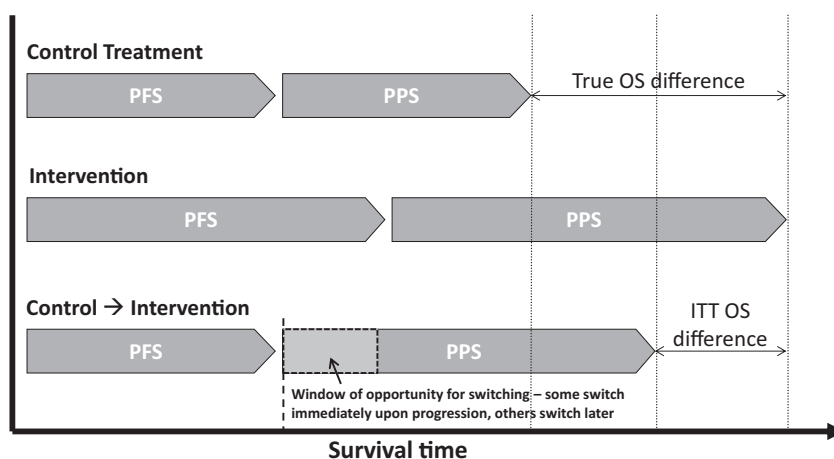 Control Treatment
PFS
PPS
True OS difference
Intervention
PFS
PPS
Control → Intervention
PFS
PPS
ITT OS
difference
Window of opportunity for switching – some switch
immediately upon progression, others switch later
Survival time